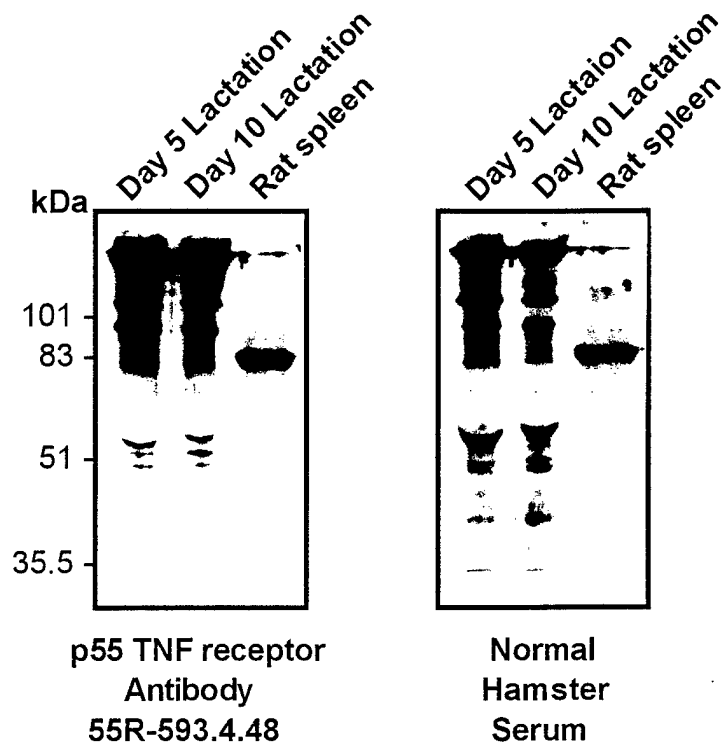 Day 5 Lactation
Day 10 Lactation
Rat spleen
Day 5 Lactaion
Day 10 Lactation
Rat spleen
kDa
101
83
51
35.5
p55 TNF receptor
Antibody
55R-593.4.48
Normal
Hamster
Serum